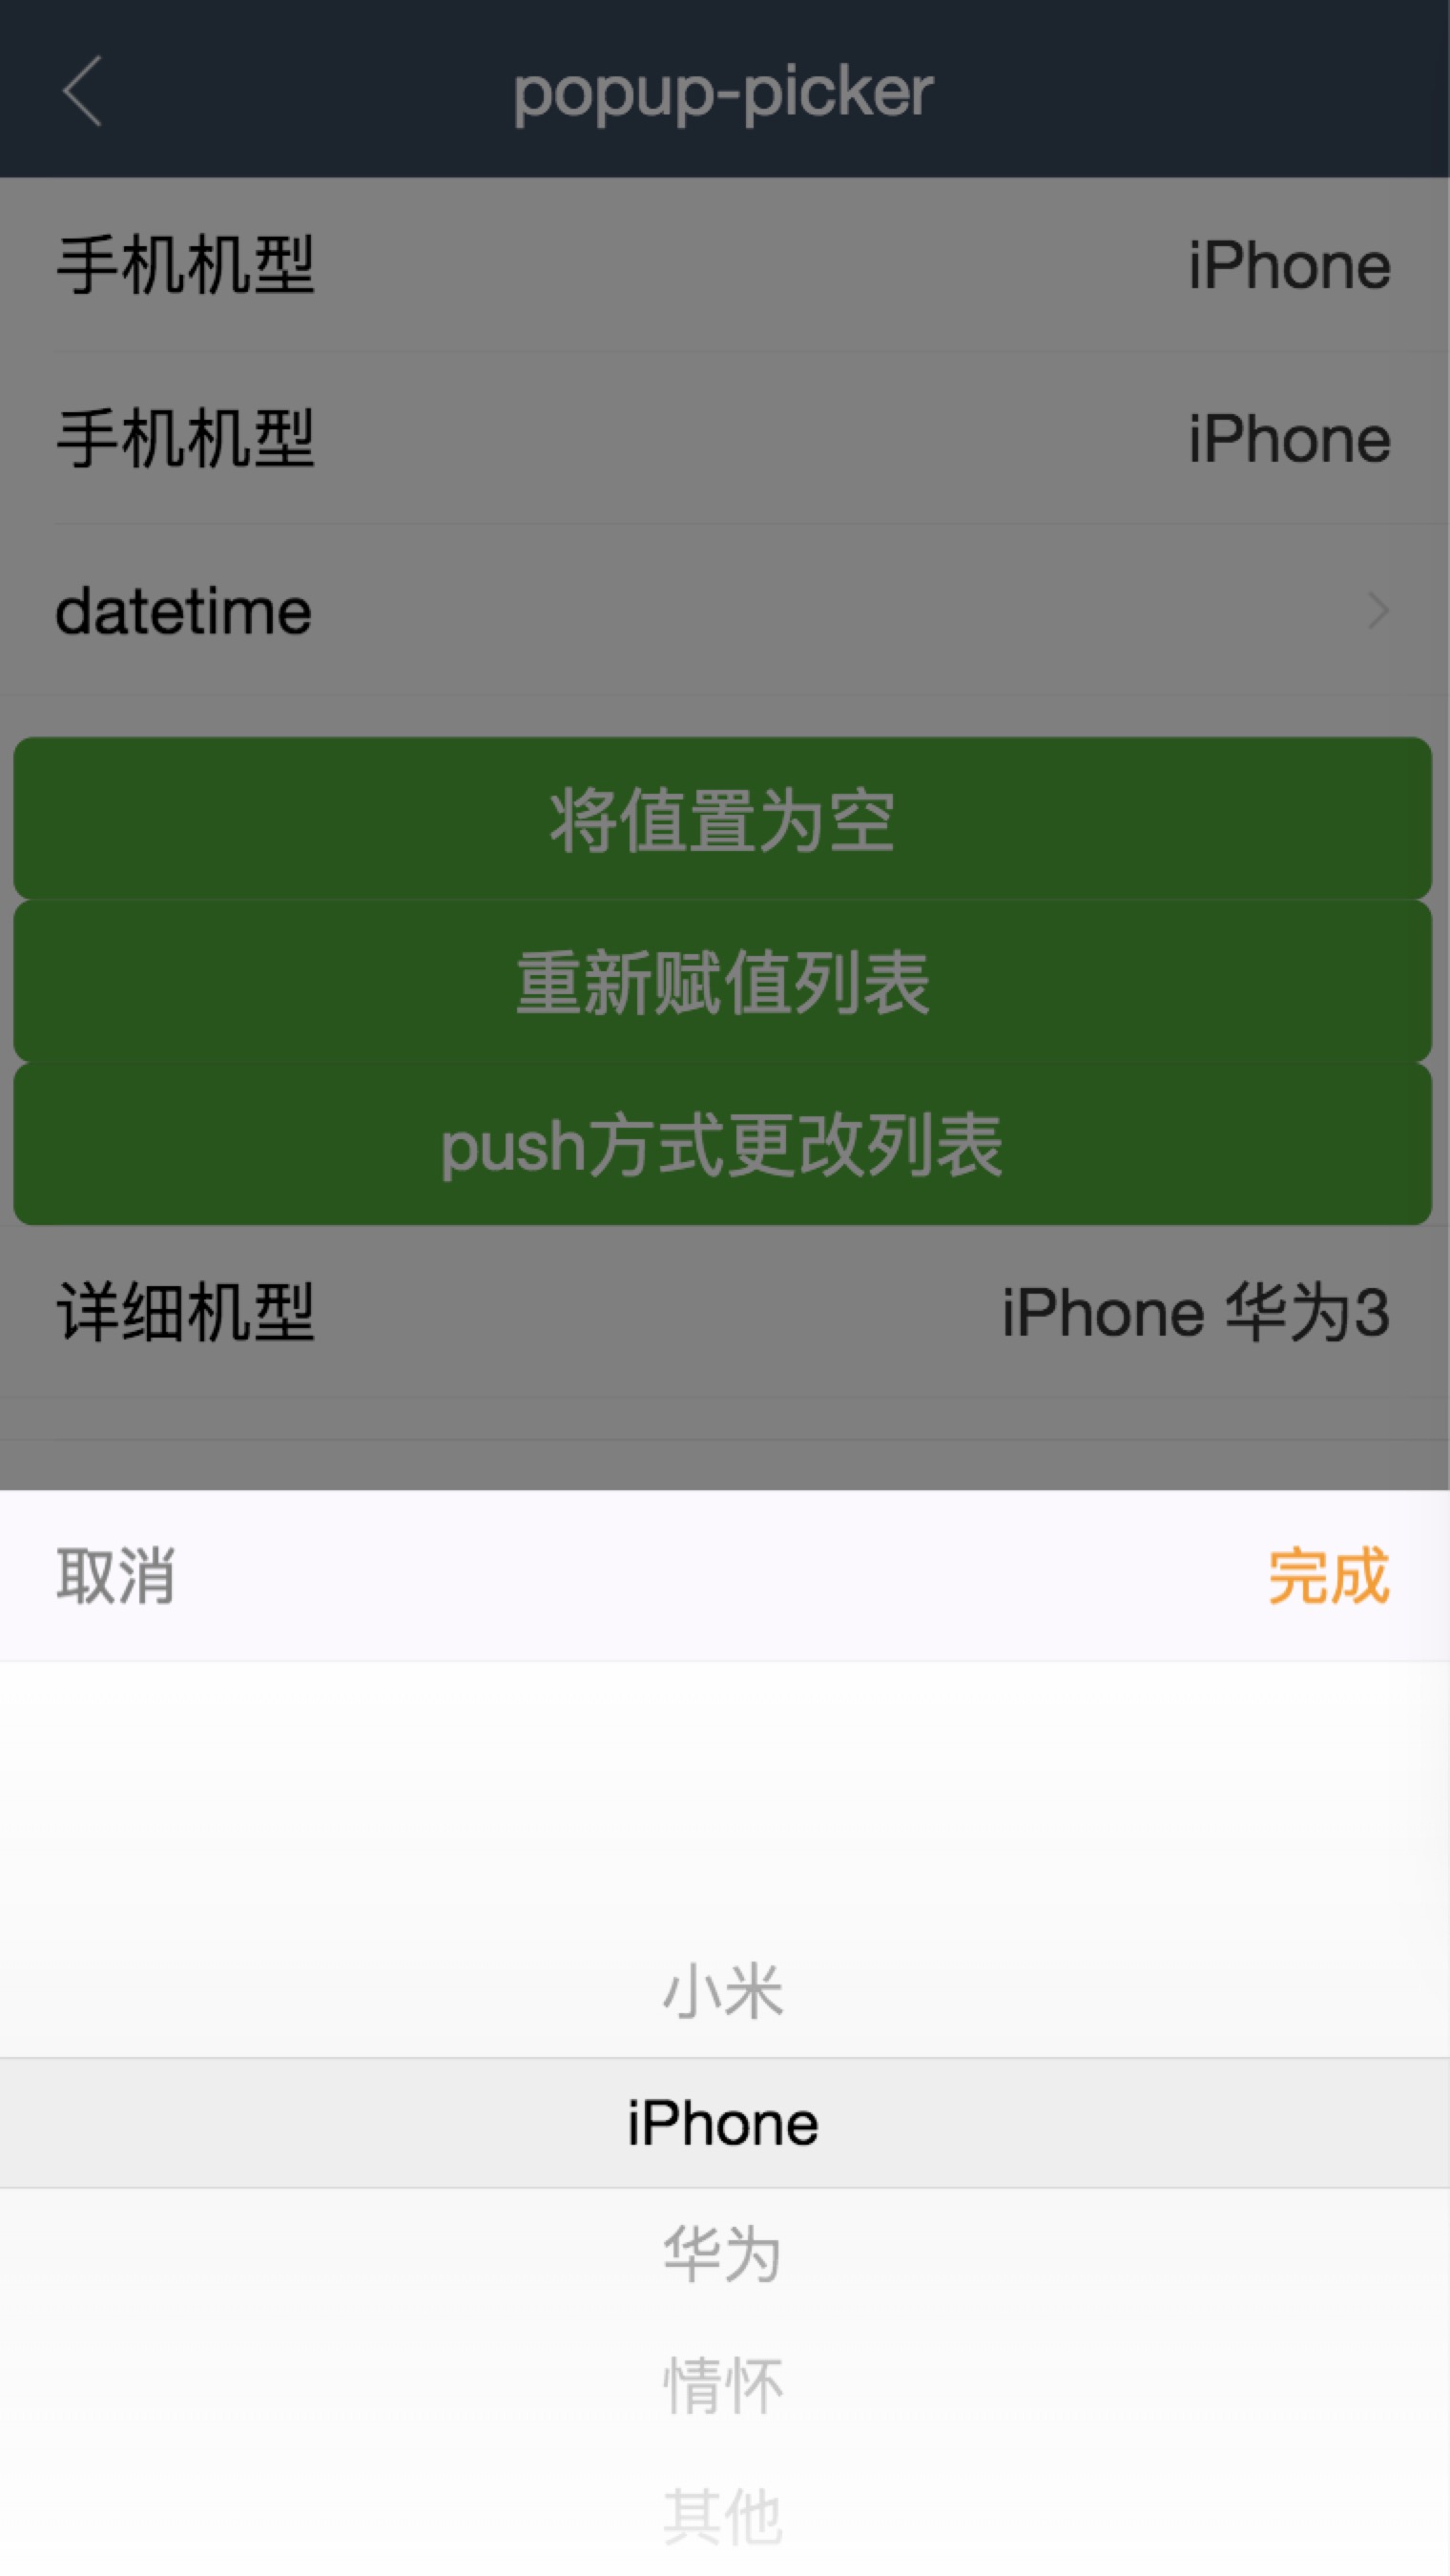 popup-picker
手机机型 iPhone
手机机型 iPhone
datetime
将值置为空
重新赋值列表
push方式更改列表
详细机型 iPhone 华为3
取消 完成
小米
iPhone
华为
情怀
其他